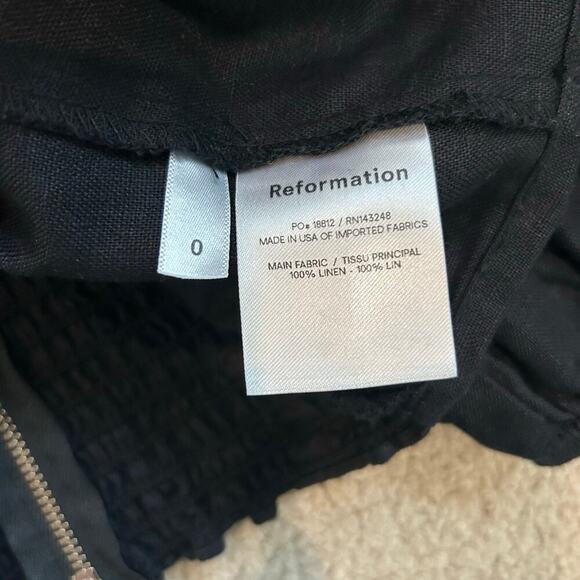 Reformation
PO# 18812 / RN143248
MADE IN USA OF IMPORTED FABRICS
MAIN FABRIC / TISSU PRINCIPAL
100% LINEN - 100% LIN
0